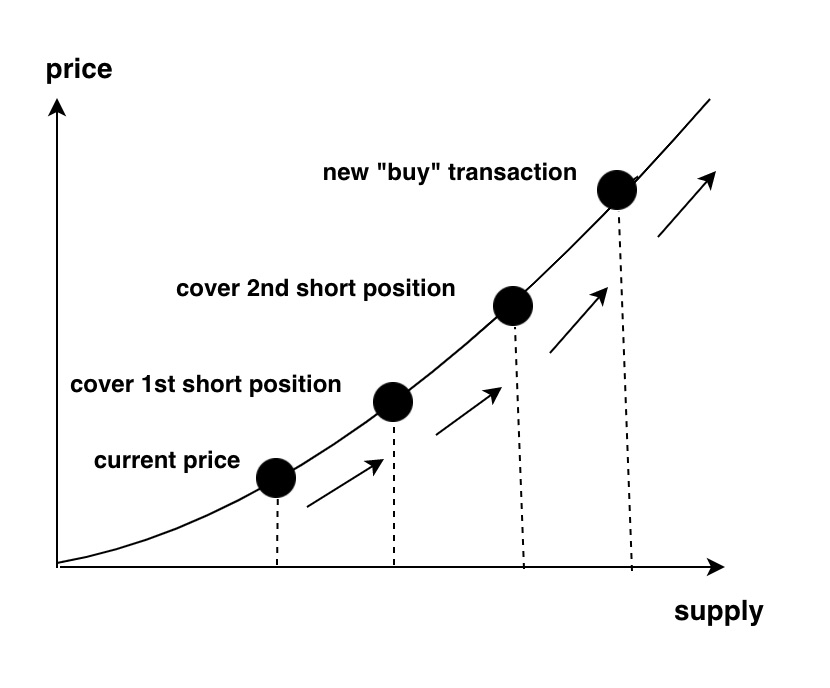 price
new "buy" transaction
cover 2nd short position
cover 1st short position
current price
supply